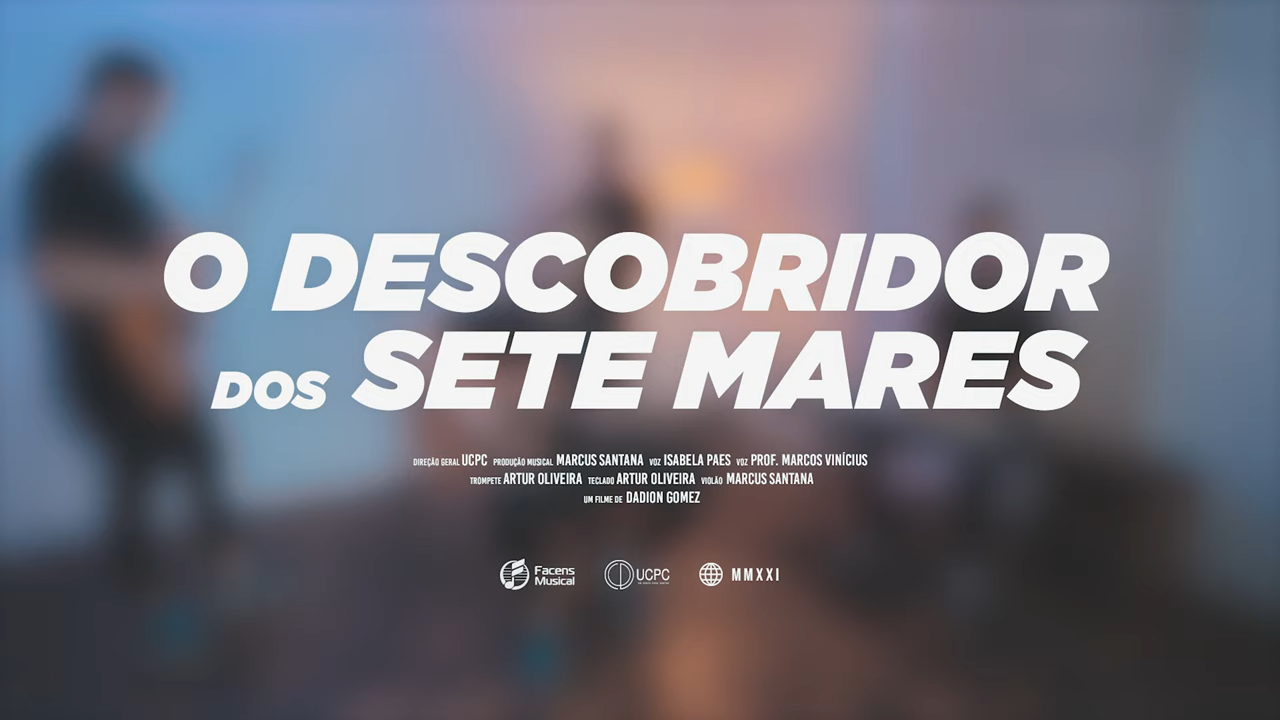 O DESCOBRIDOR
DOS SETE MARES
DIREÇÃO GERAL UCPC PRODUÇÃO MUSICAL MARCUS SANTANA VOZ ISABELA PAES VOZ PROF. MARCOS VINÍCIUS
TROMPETE ARTUR OLIVEIRA TECLADO ARTUR OLIVEIRA VIOLÃO MARCUS SANTANA
UM FILME DE DADION GOMEZ
Facens
Musical
UCPC
MMXXI